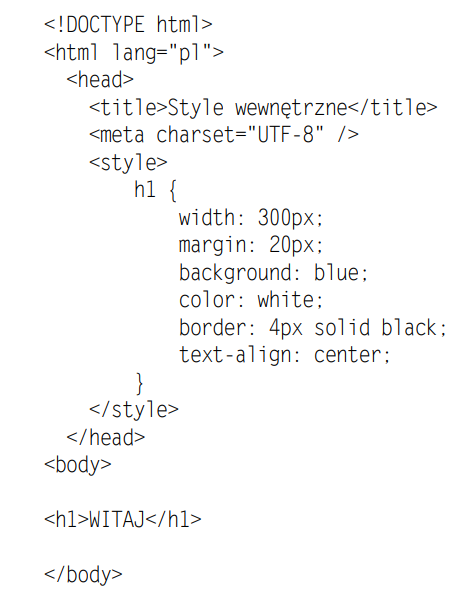 <!DOCTYPE html>
<html lang="pl">
<head>
<title>Style wewnętrzne</title>
<meta charset="UTF-8" />
<style>
h1 {
width: 300px;
margin: 20px;
background: blue;
color: white;
border: 4px solid black;
text-align: center;
}
</style>
</head>
<body>
<h1>WITAJ</h1>
</body>